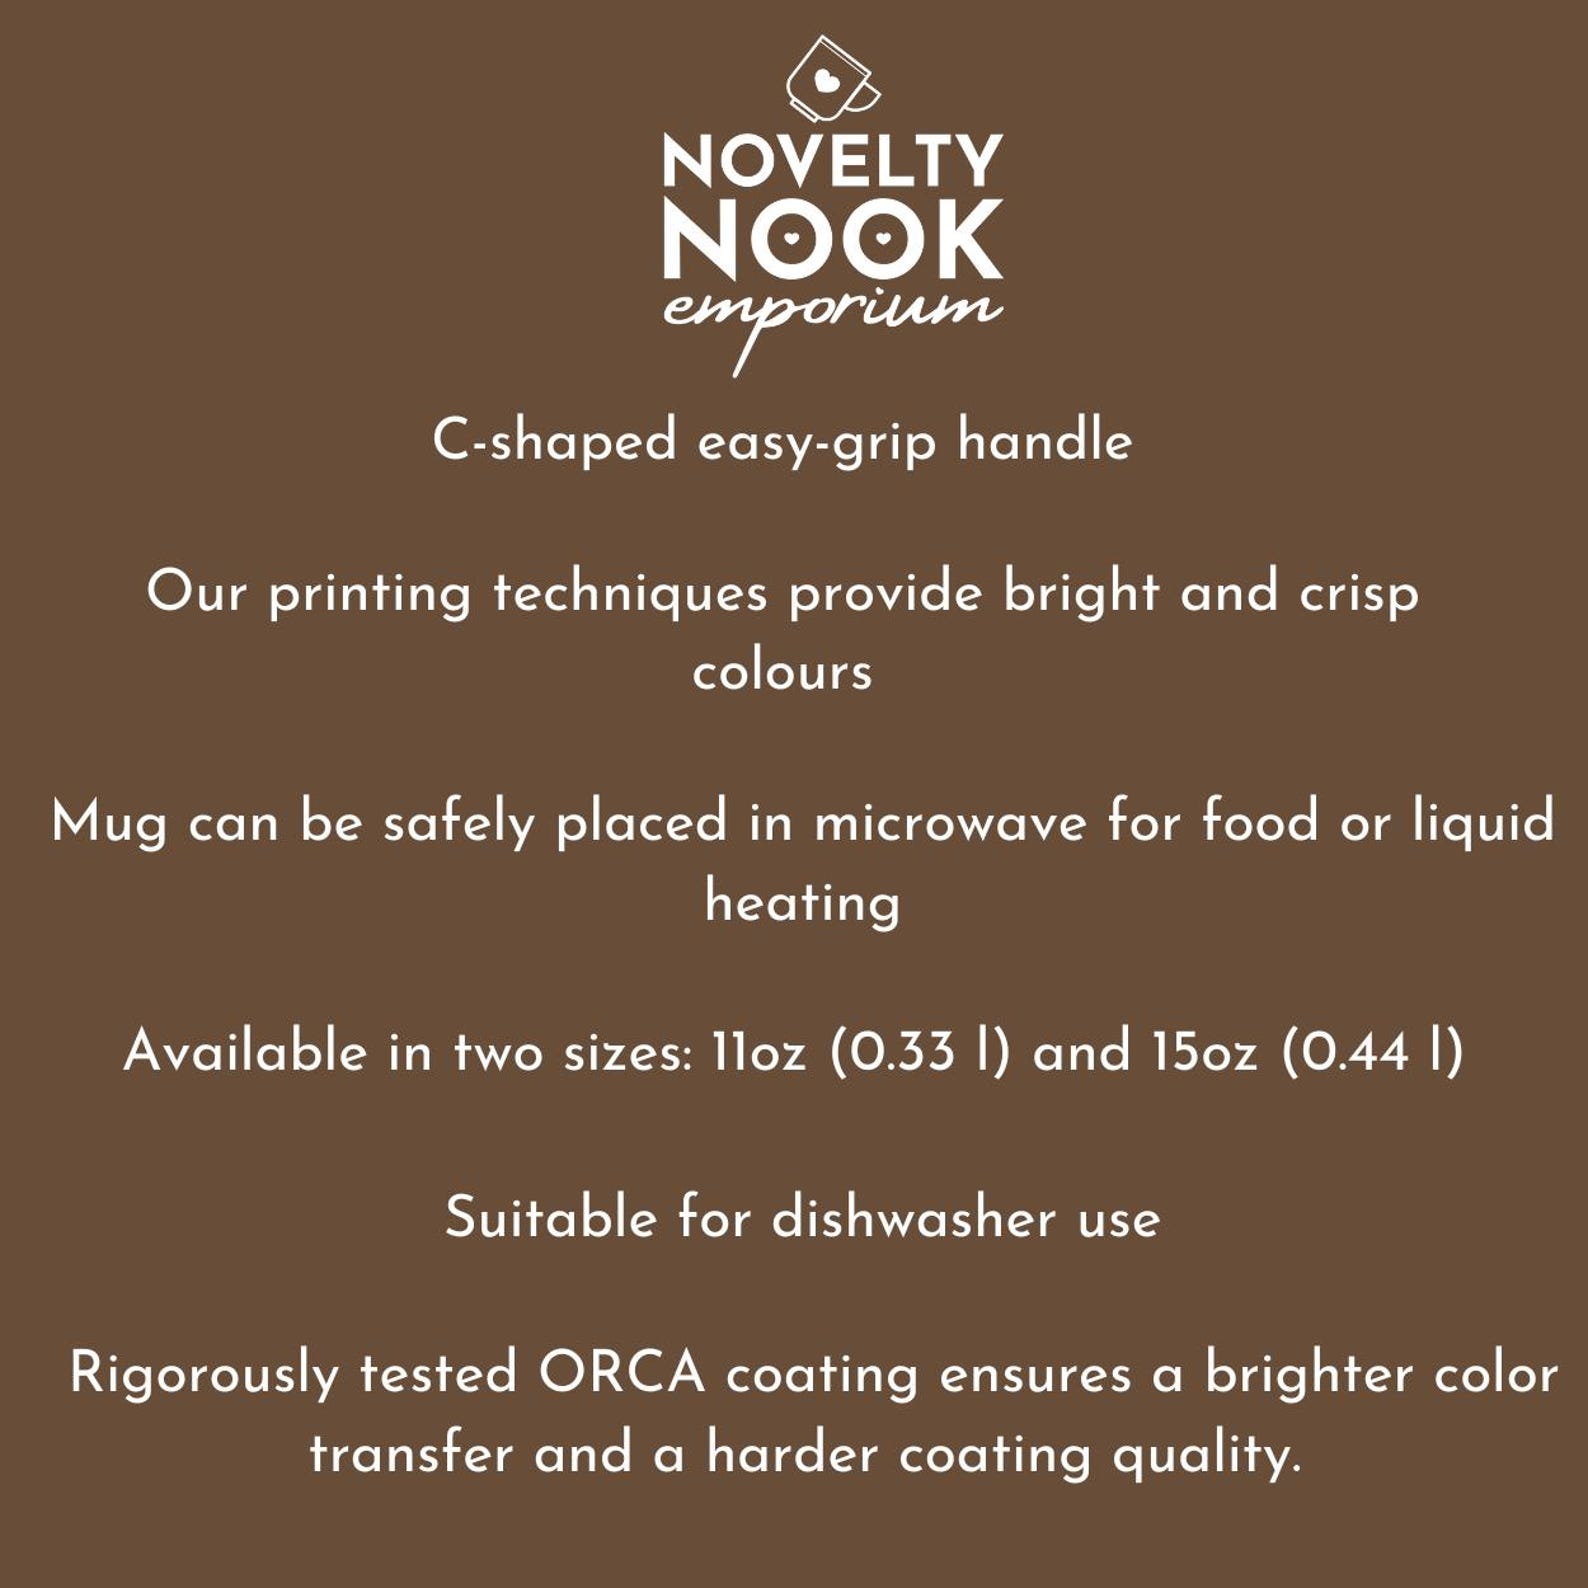 NOVELTY
NOOK
emporium
C-shaped easy-grip handle
Our printing techniques provide bright and crisp
colours
Mug can be safely placed in microwave for food or liquid
heating
Available in two sizes: 11oz (0.33 l) and 15oz (0.44 l)
Suitable for dishwasher use
Rigorously tested ORCA coating ensures a brighter color
transfer and a harder coating quality.